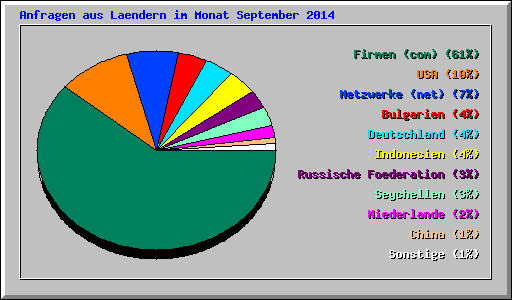 Anfragen aus Laendern im Monat September 2014
Firmen (com) (61%)
USA (10%)
Netzwerke (net) (7%)
Bulgarien (4%)
Deutschland (4%)
Indonesien (4%)
Russische Foederation (3%)
Seychellen (3%)
Niederlande (2%)
China (1%)
Sonstige (1%)